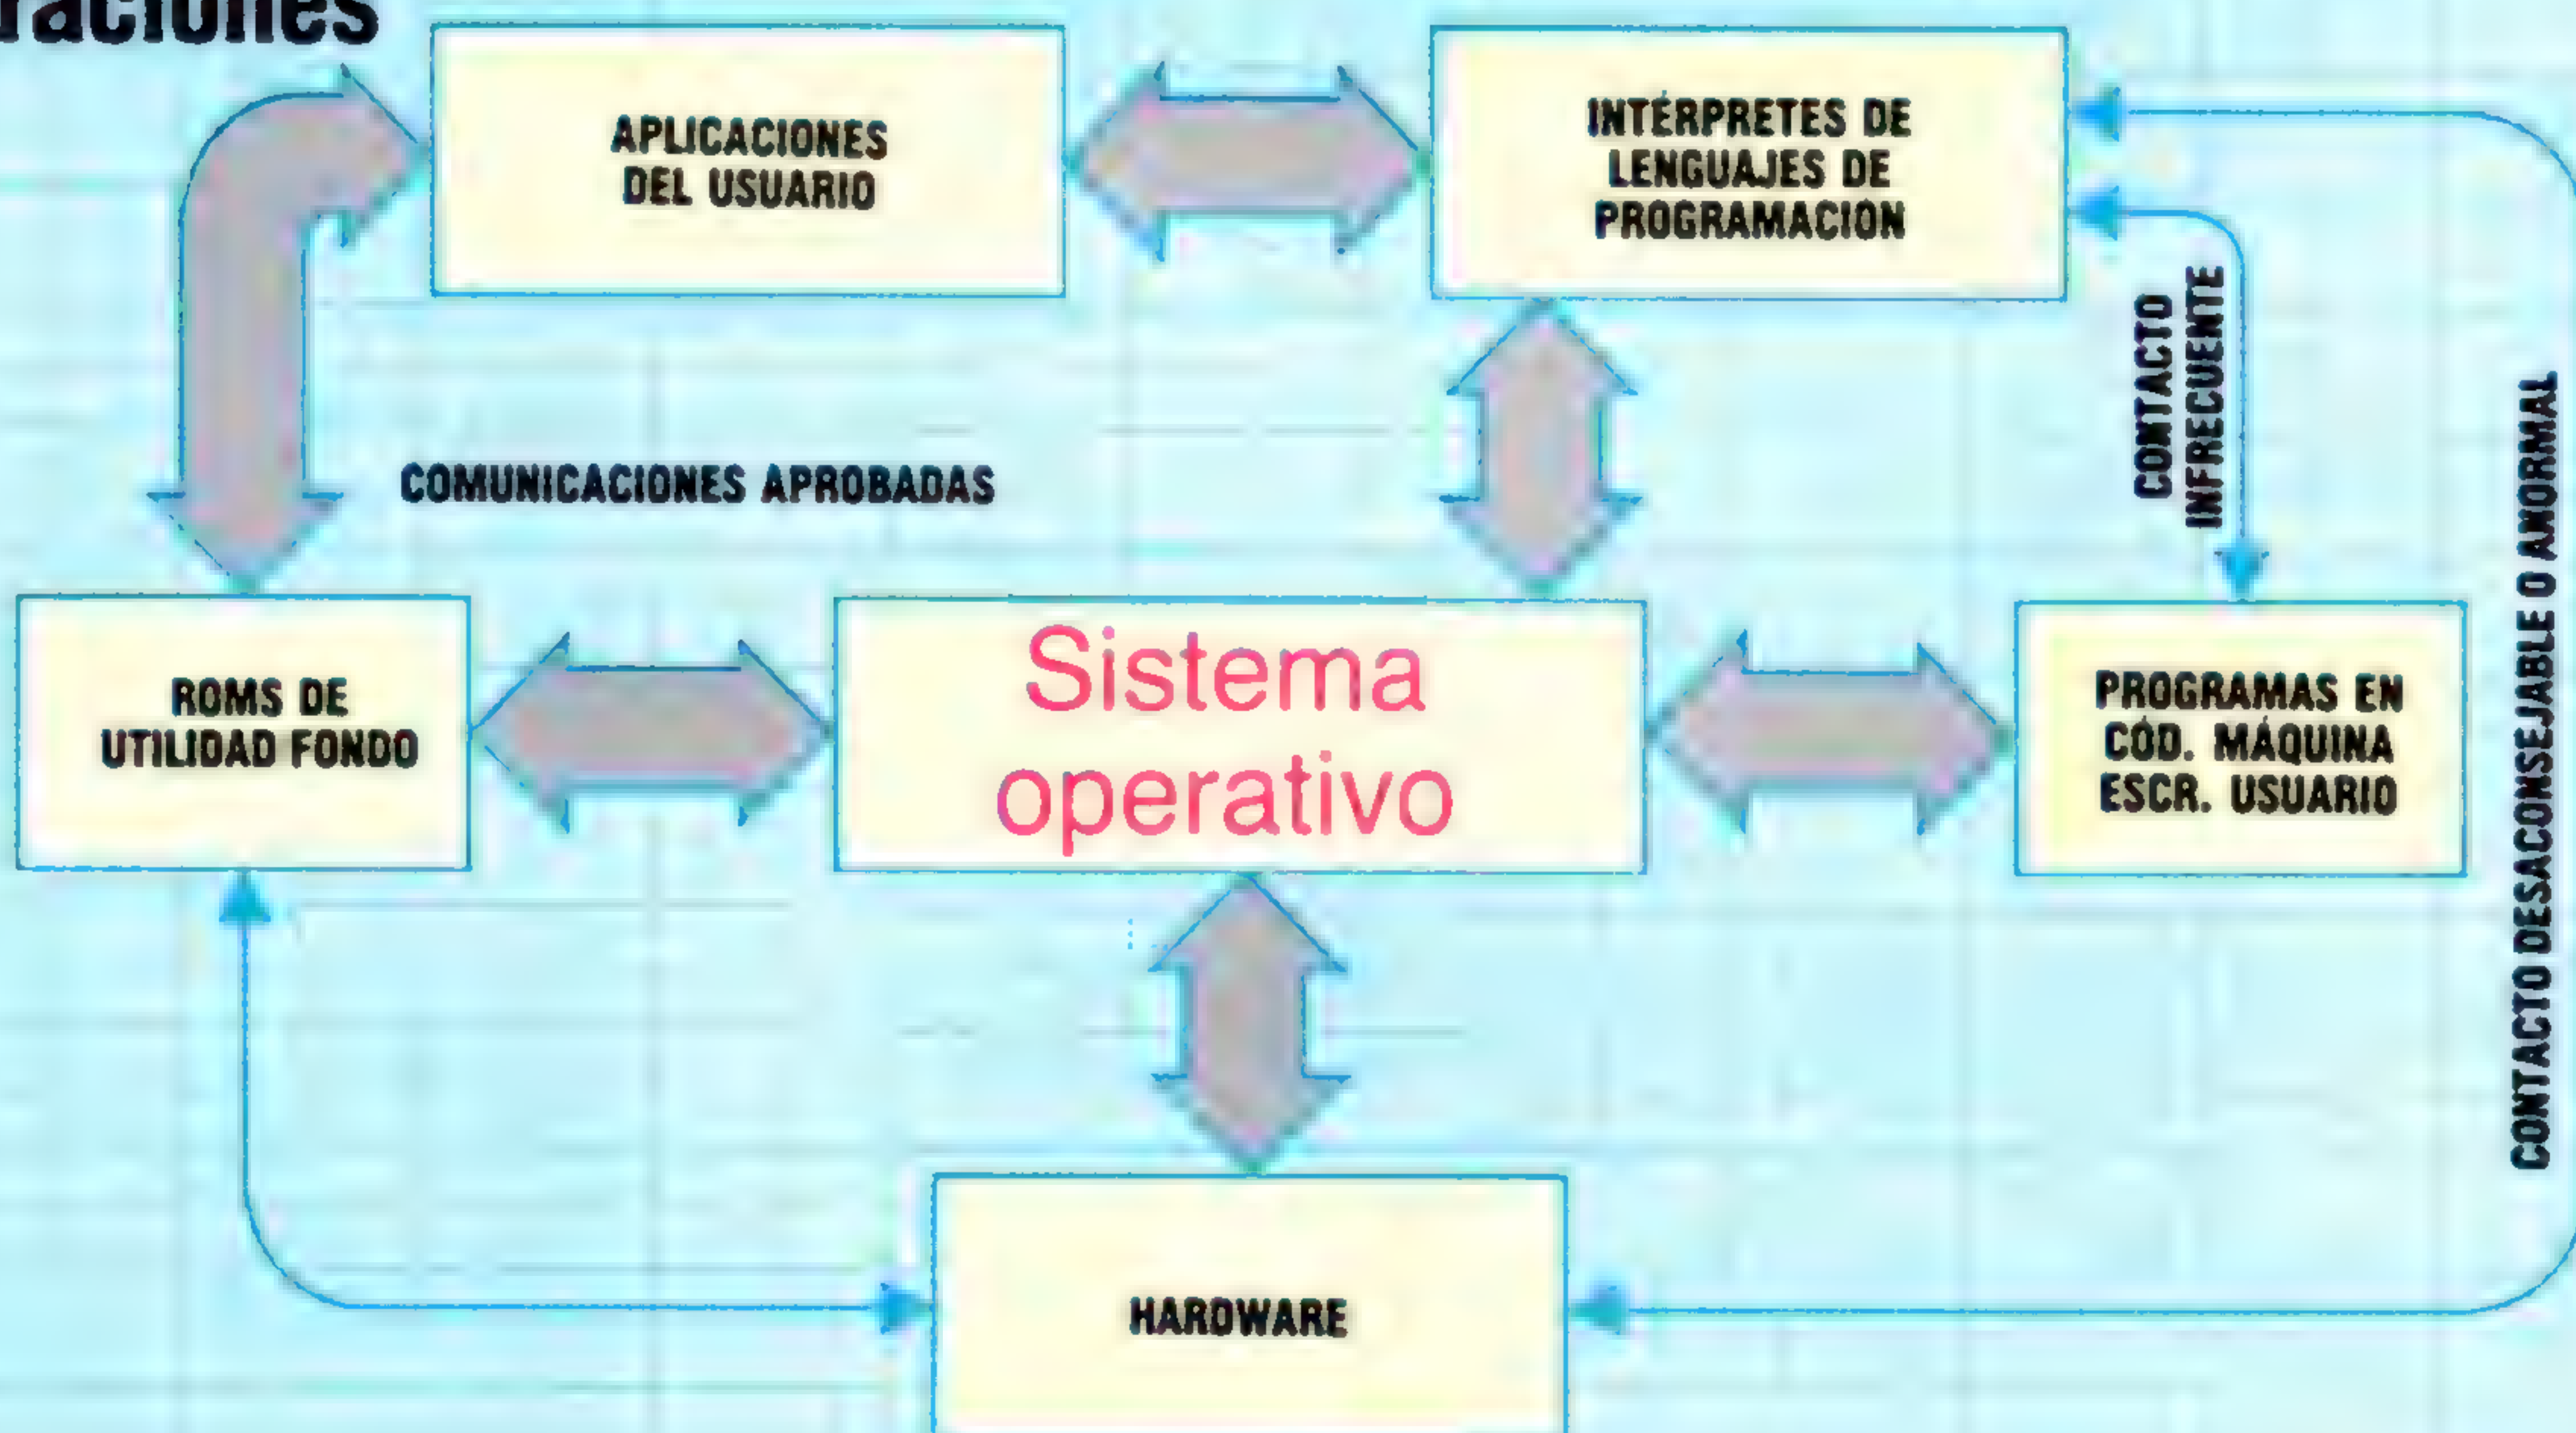 raciones
APLICACIONES
DEL USUARIO
INTÉRPRETES DE
LENGUAJES DE
PROGRAMACIÓN
CONTACTO
INFRECUENTE
CONTACTO DESACONSEJABLE O ANORMAL
COMUNICACIONES APROBADAS
ROMS DE
UTILIDAD FONDO
Sistema
operativo
PROGRAMAS EN
CÓD. MÁQUINA
ESCR. USUARIO
HARDWARE